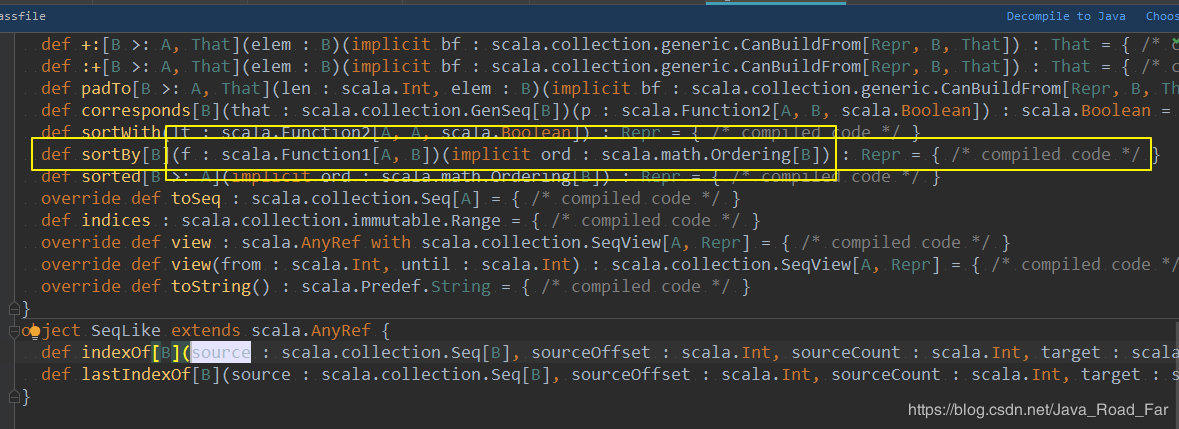 assfile Decompile to Java Choos
def +:[B >: A, That](elem : B)(implicit bf : scala.collection.generic.CanBuildFrom[Repr, B, That]) : That = { /* c
def :+[B >: A, That](elem : B)(implicit bf : scala.collection.generic.CanBuildFrom[Repr, B, That]) : That = { /* c
def padTo[B >: A, That](len : scala.Int, elem : B)(implicit bf : scala.collection.generic.CanBuildFrom[Repr, B, Th
def corresponds[B](that : scala.collection.GenSeq[B])(p : scala.Function2[A, B, scala.Boolean]) : scala.Boolean =
def sortWith(lt : scala.Function2[A, A, scala.Boolean]) : Repr = { /* compiled code */ }
def sortBy[B](f : scala.Function1[A, B])(implicit ord : scala.math.Ordering[B]) : Repr = { /* compiled code */ }
def sorted[B >: A](implicit ord : scala.math.Ordering[B]) : Repr = { /* compiled code */ }
override def toSeq : scala.collection.Seq[A] = { /* compiled code */ }
def indices : scala.collection.immutable.Range = { /* compiled code */ }
override def view : scala.AnyRef with scala.collection.SeqView[A, Repr] = { /* compiled code */ }
override def view(from : scala.Int, until : scala.Int) : scala.collection.SeqView[A, Repr] = { /* compiled code */
override def toString() : scala.Predef.String = { /* compiled code */ }
}
object SeqLike extends scala.AnyRef {
def indexOf[B](source : scala.collection.Seq[B], sourceOffset : scala.Int, sourceCount : scala.Int, target : scala
def lastIndexOf[B](source : scala.collection.Seq[B], sourceOffset : scala.Int, sourceCount : scala.Int, target : s
}
https://blog.csdn.net/Java_Road_Far